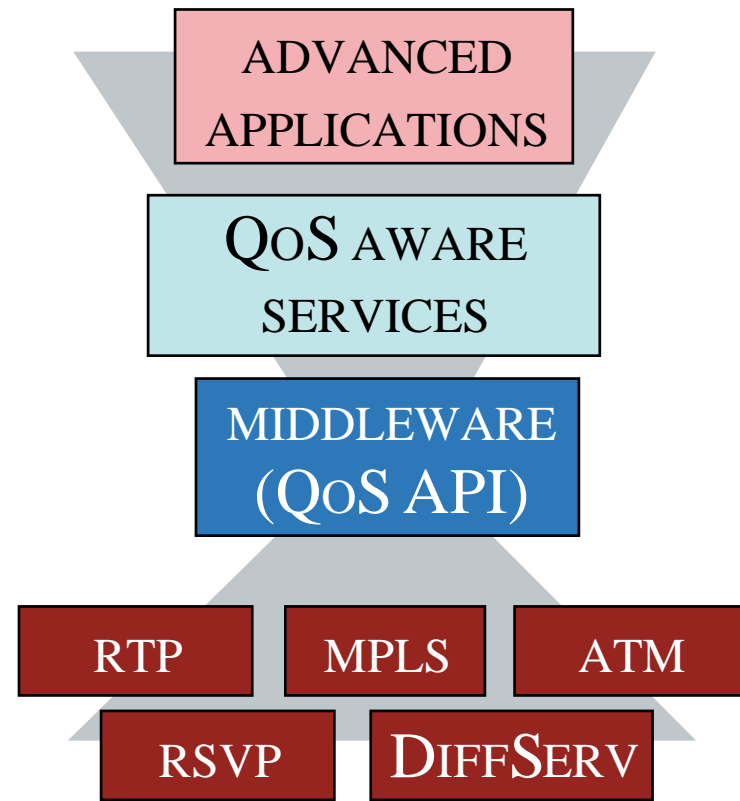 ADVANCED
APPLICATIONS
QOS AWARE
SERVICES
MIDDLEWARE
(QOS API)
RTP MPLS ATM
RSVP DIFFSERV